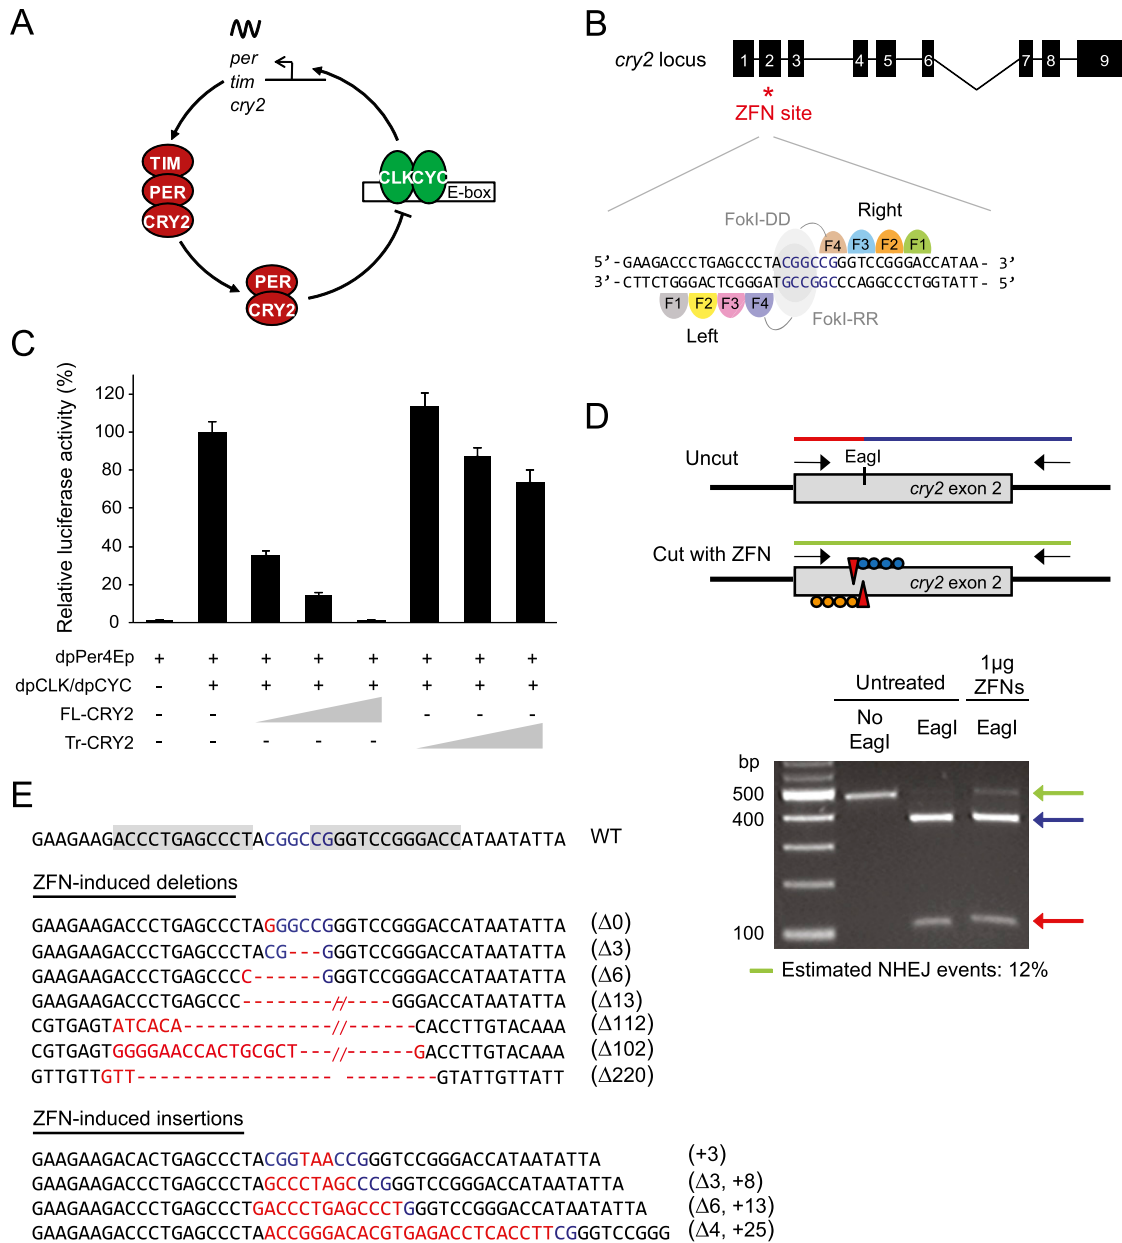 A
per
tim
cry2
TIM
PER
CRY2
PER
CRY2
CLK
CYC
E-box
B
cry2 locus
1 2 3 4 5 6 7 8 9
*
ZFN site
FokI-DD
Right
F4 F3 F2 F1
5’-GAAGACCCTGAGCCCTACGGCCGGGTCCGGGACCATAA- 3’
3’-CTTCTGGGACTCGGGATGCCGGCCCAGGCCCTGGTATT- 5’
F1 F2 F3 F4
FokI-RR
Left
C
Relative luciferase activity (%)
120
100
80
60
40
20
0
dpPer4Ep + + + + + + + +
dpCLK/dpCYC - + + + + + + +
FL-CRY2 - - - - -
Tr-CRY2 - - - - -
D
Uncut
EagI
cry2 exon 2
Cut with ZFN
cry2 exon 2
Untreated
1µg ZFNs
No EagI
EagI
EagI
bp
500
400
100
Estimated NHEJ events: 12%
E
GAAGAAGACCCTGAGCCCTACGGCCGGGTCCGGGACCATAATATTA WT
ZFN-induced deletions
GAAGAAGACCCTGAGCCCTAGGGCCGGGTCCGGGACCATAATATTA (Δ0)
GAAGAAGACCCTGAGCCCTACG---GGGTCCGGGACCATAATATTA (Δ3)
GAAGAAGACCCTGAGCCCC------GGGTCCGGGACCATAATATTA (Δ6)
GAAGAAGACCCTGAGCCC--------//----GGGACCATAATATTA (Δ13)
CGTGAGTATCACA-------------//------CACCTTGTACAAA (Δ112)
CGTGAGTGGGGAACCACTGCGCT---//------GACCTTGTACAAA (Δ102)
GTTGTTGTT----------------- ---------GTATTGTTATT (Δ220)
ZFN-induced insertions
GAAGAAGACACTGAGCCCTACGGTAACCGGGTCCGGGACCATAATATTA (+3)
GAAGAAGACCCTGAGCCCTAGCCCTAGCCCGGGTCCGGGACCATAATATTA (Δ3, +8)
GAAGAAGACCCTGAGCCCTGACCCTGAGCCCTGGGTCCGGGACCATAATATTA (Δ6, +13)
GAAGAAGACCCTGAGCCCTAACCGGGACACGTGAGACCTCACCTTCGGGTCCGGG (Δ4, +25)